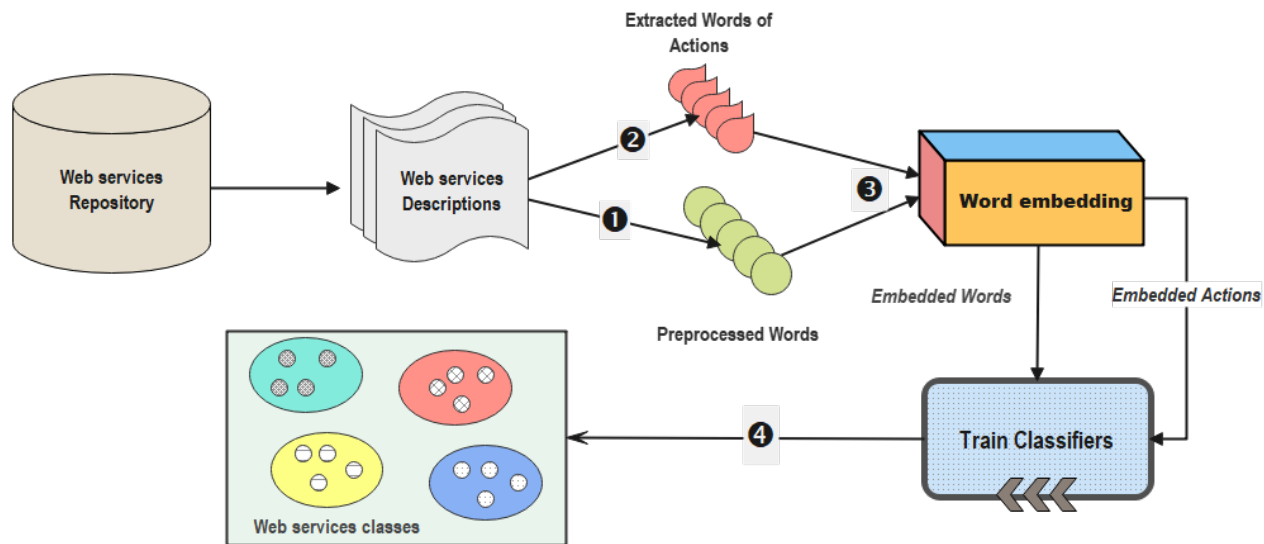 Extracted Words of
Actions
Web services
Repository
Web services
Descriptions
❷
❶
❸
Word embedding
Embedded Words
Embedded Actions
Preprocessed Words
Train Classifiers
❹
Web services classes